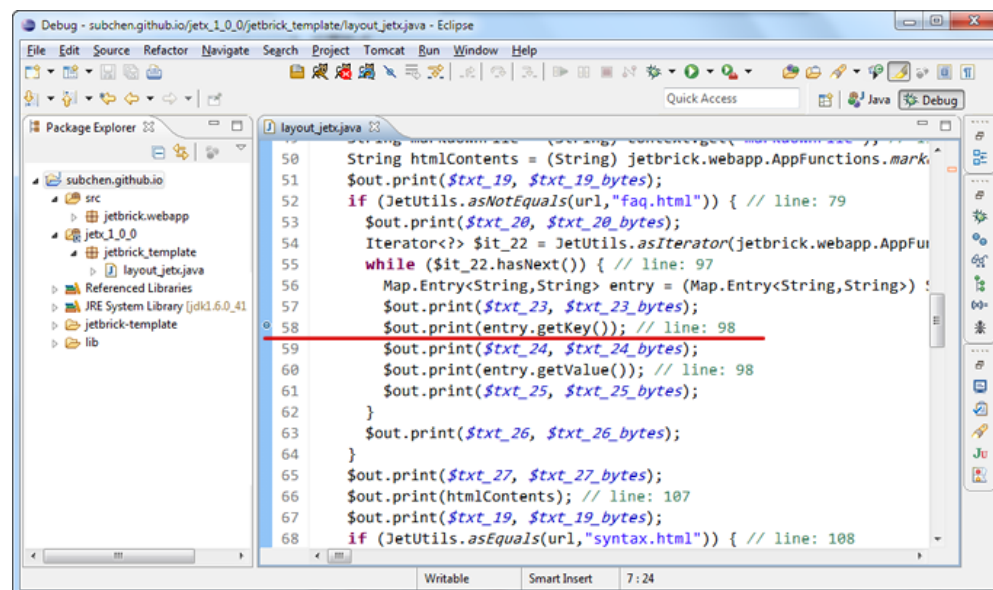 Debug - subchen.github.io/jetx_1_0_0/jetbrick_template/layout_jetx.java - Eclipse
File Edit Source Refactor Navigate Search Project Tomcat Run Window Help
Quick Access
Java
Debug
Package Explorer
layout_jetx.java
subchen.github.io
src
jetbrick.webapp
jetx_1_0_0
jetbrick_template
layout_jetx.java
Referenced Libraries
JRE System Library [jdk1.6.0_41
jetbrick-template
lib
50 String htmlContents = (String) jetbrick.webapp.AppFunctions.mark
51 $out.print($txt_19, $txt_19_bytes);
52 if (JetUtils.asNotEquals(url,"faq.html")) { // line: 79
53 $out.print($txt_20, $txt_20_bytes);
54 Iterator<?> $it_22 = JetUtils.asIterator(jetbrick.webapp.AppFun
55 while ($it_22.hasNext()) { // line: 97
56 Map.Entry<String,String> entry = (Map.Entry<String,String>)
57 $out.print($txt_23, $txt_23_bytes);
58 $out.print(entry.getKey()); // line: 98
59 $out.print($txt_24, $txt_24_bytes);
60 $out.print(entry.getValue()); // line: 98
61 $out.print($txt_25, $txt_25_bytes);
62 }
63 $out.print($txt_26, $txt_26_bytes);
64 }
65 $out.print($txt_27, $txt_27_bytes);
66 $out.print(htmlContents); // line: 107
67 $out.print($txt_19, $txt_19_bytes);
68 if (JetUtils.asEquals(url,"syntax.html")) { // line: 108
Writable Smart Insert 7 : 24